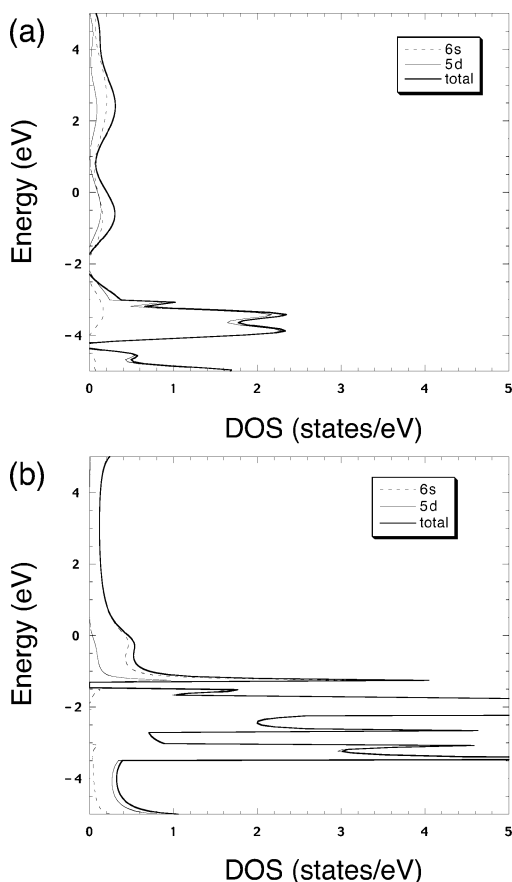 (a)
4
2
0
−2
−4
Energy (eV)
6s
5d
total
0 1 2 3 4 5
DOS (states/eV)
(b)
4
2
0
−2
−4
Energy (eV)
6s
5d
total
0 1 2 3 4 5
DOS (states/eV)